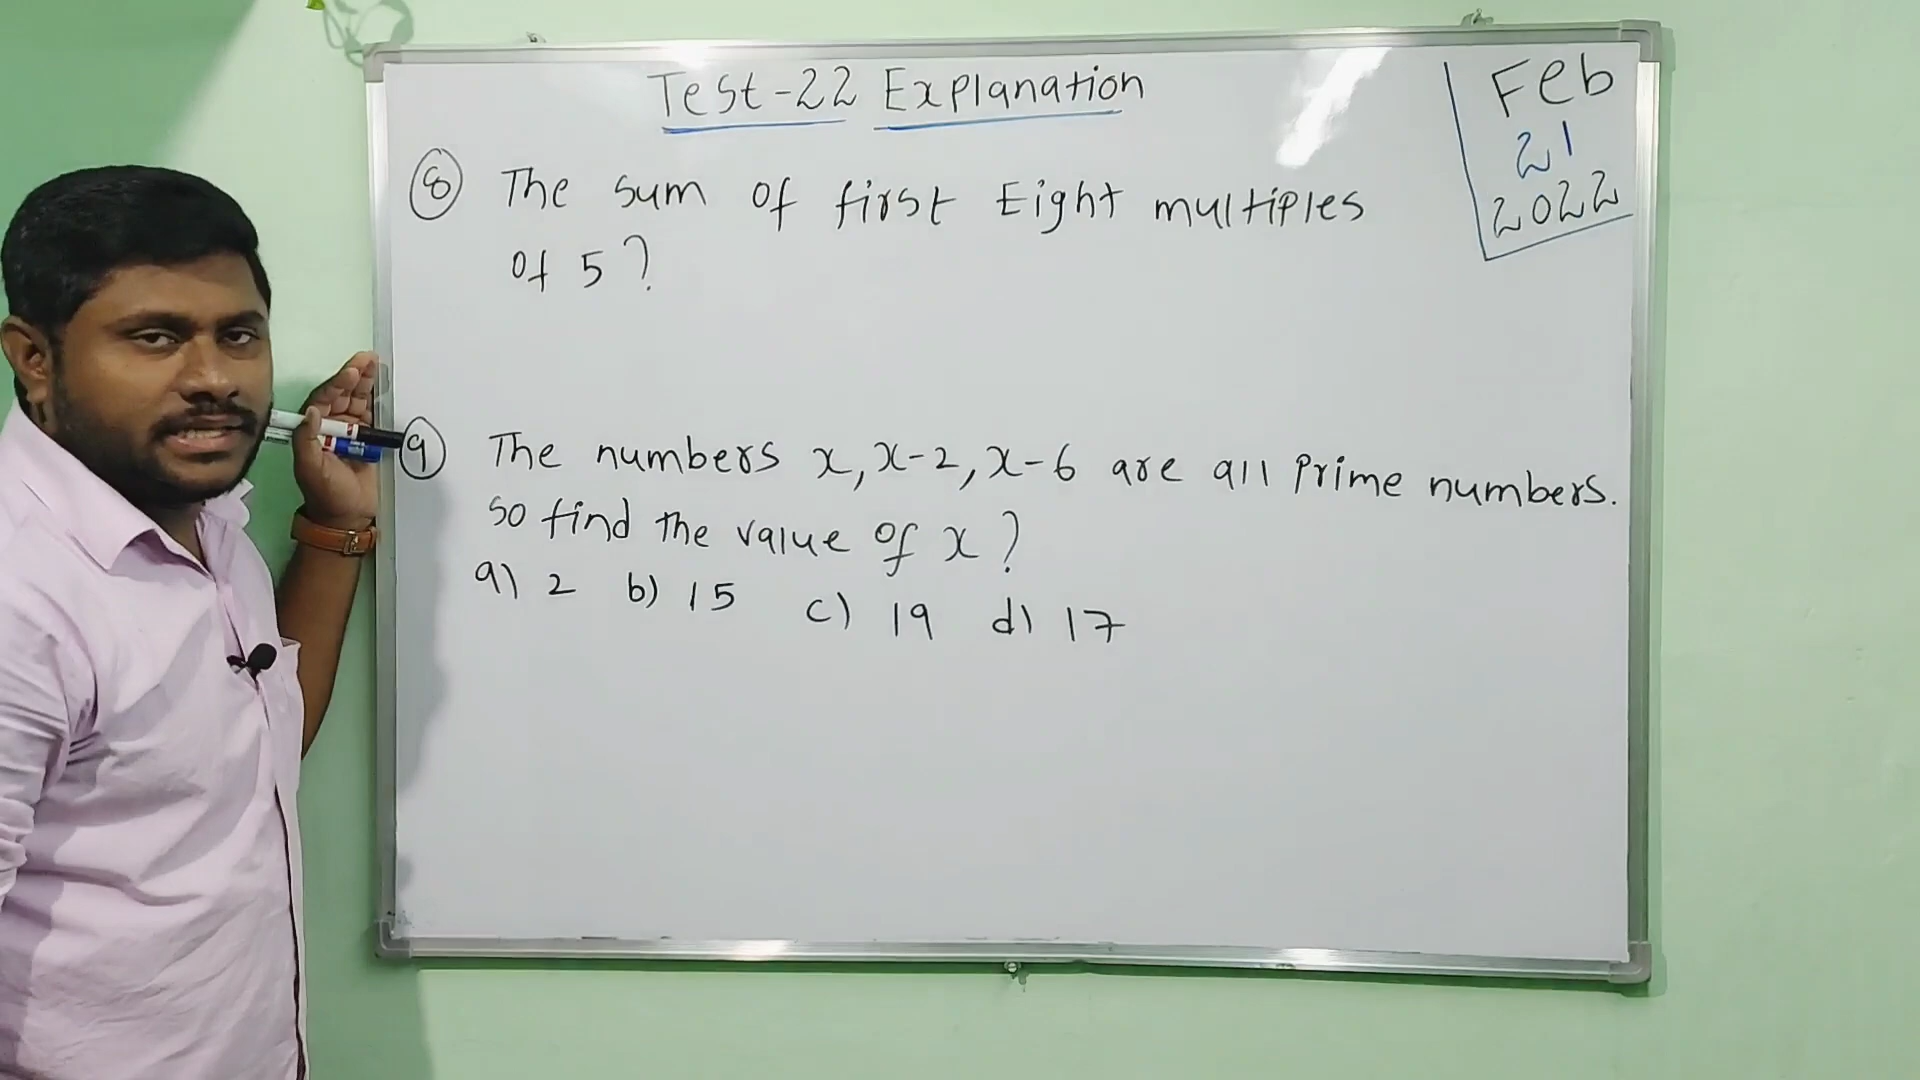 Test-22 Explanation
Feb
21
2022
8 The sum of first Eight multiples
of 5?
9 The numbers x, x-2, x-6 are all Prime numbers.
so find the value of x?
a) 2 b) 15 c) 19 d) 17